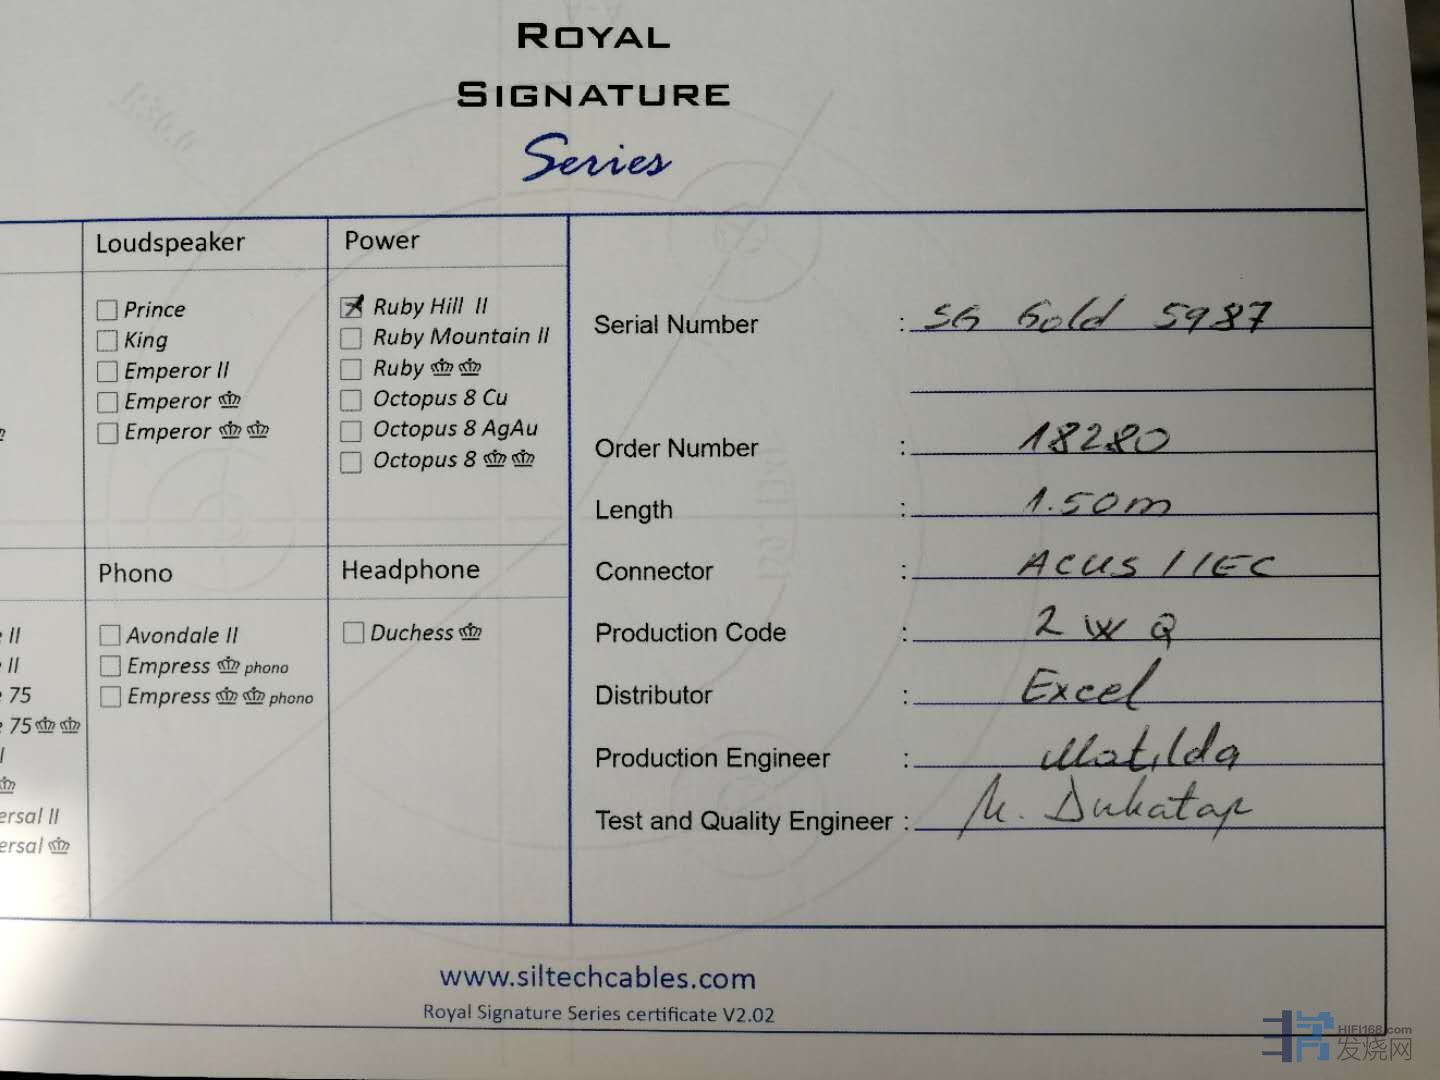 ROYAL
SIGNATURE
Series
Loudspeaker
Prince
King
Emperor II
Emperor
Emperor
Power
Ruby Hill II
Ruby Mountain II
Ruby
Octopus 8 Cu
Octopus 8 AgAu
Octopus 8
II
II
75
75
ersal II
ersal
Phono
Avondale II
Empress phono
Empress phono
Headphone
Duchess
Serial Number : SG Gold 5987
Order Number : 18280
Length : 1.50m
Connector : ACUS / IEC
Production Code : 2 W Q
Distributor : Excel
Production Engineer : Matilda
Test and Quality Engineer : M.
www.siltechcables.com
Royal Signature Series certificate V2.02
HIFI168.com
发烧网